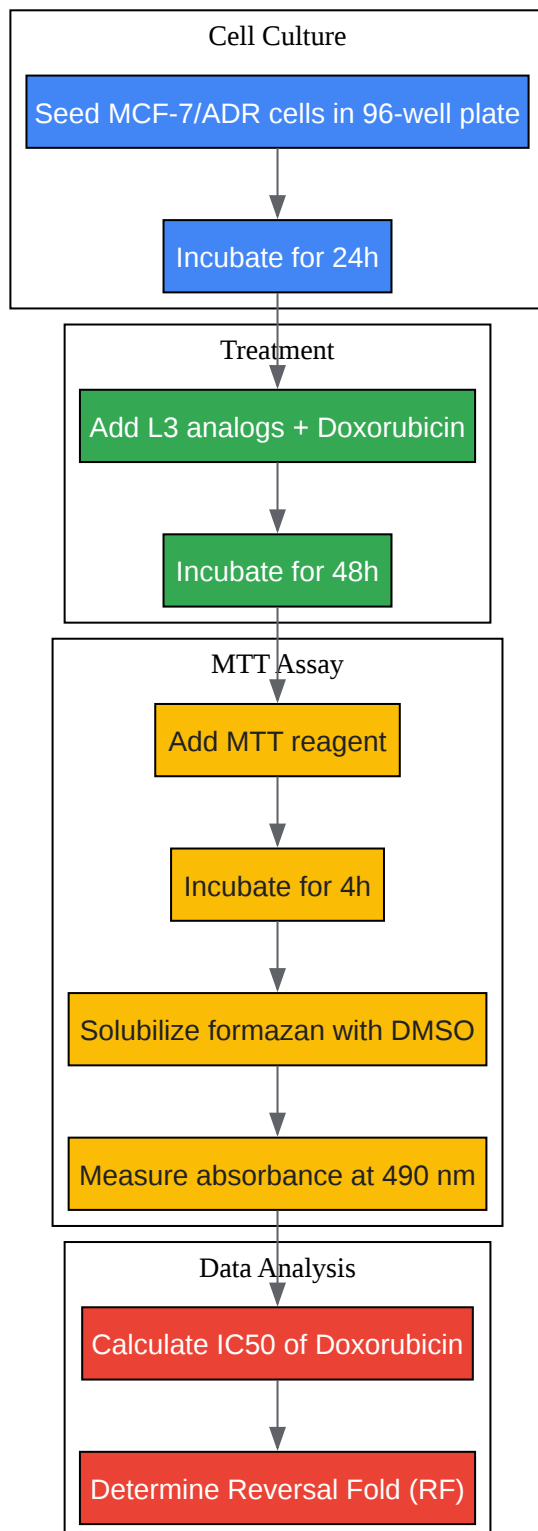 Cell Culture
Seed MCF-7/ADR cells in 96-well plate
Incubate for 24h
Treatment
Add L3 analogs + Doxorubicin
Incubate for 48h
MTT Assay
Add MTT reagent
Incubate for 4h
Solubilize formazan with DMSO
Measure absorbance at 490 nm
Data Analysis
Calculate IC50 of Doxorubicin
Determine Reversal Fold (RF)